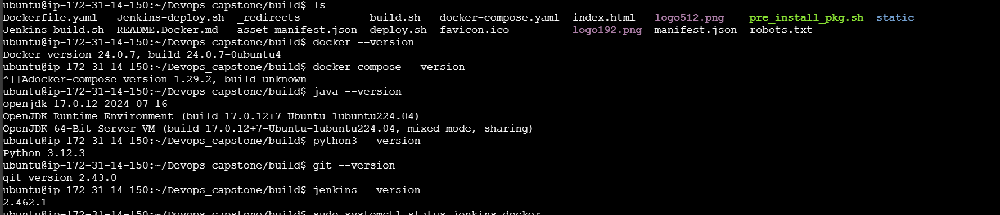 ubuntu@ip-172-31-14-150:~/Devops_capstone/build$ ls
Dockerfile.yaml   Jenkins-deploy.sh  _redirects           build.sh   docker-compose.yaml  index.html   logo512.png    pre_install_pkg.sh  static
Jenkins-build.sh  README.Docker.md   asset-manifest.json  deploy.sh  favicon.ico          logo192.png  manifest.json  robots.txt
ubuntu@ip-172-31-14-150:~/Devops_capstone/build$ docker --version
Docker version 24.0.7, build 24.0.7-0ubuntu4
ubuntu@ip-172-31-14-150:~/Devops_capstone/build$ docker-compose --version
^[[Adocker-compose version 1.29.2, build unknown
ubuntu@ip-172-31-14-150:~/Devops_capstone/build$ java --version
openjdk 17.0.12 2024-07-16
OpenJDK Runtime Environment (build 17.0.12+7-Ubuntu-1ubuntu224.04)
OpenJDK 64-Bit Server VM (build 17.0.12+7-Ubuntu-1ubuntu224.04, mixed mode, sharing)
ubuntu@ip-172-31-14-150:~/Devops_capstone/build$ python3 --version
Python 3.12.3
ubuntu@ip-172-31-14-150:~/Devops_capstone/build$ git --version
git version 2.43.0
ubuntu@ip-172-31-14-150:~/Devops_capstone/build$ jenkins --version
2.462.1
ubuntu@ip-172-31-14-150:~/Devops_capstone/build$ sudo systemctl status jenkins docker